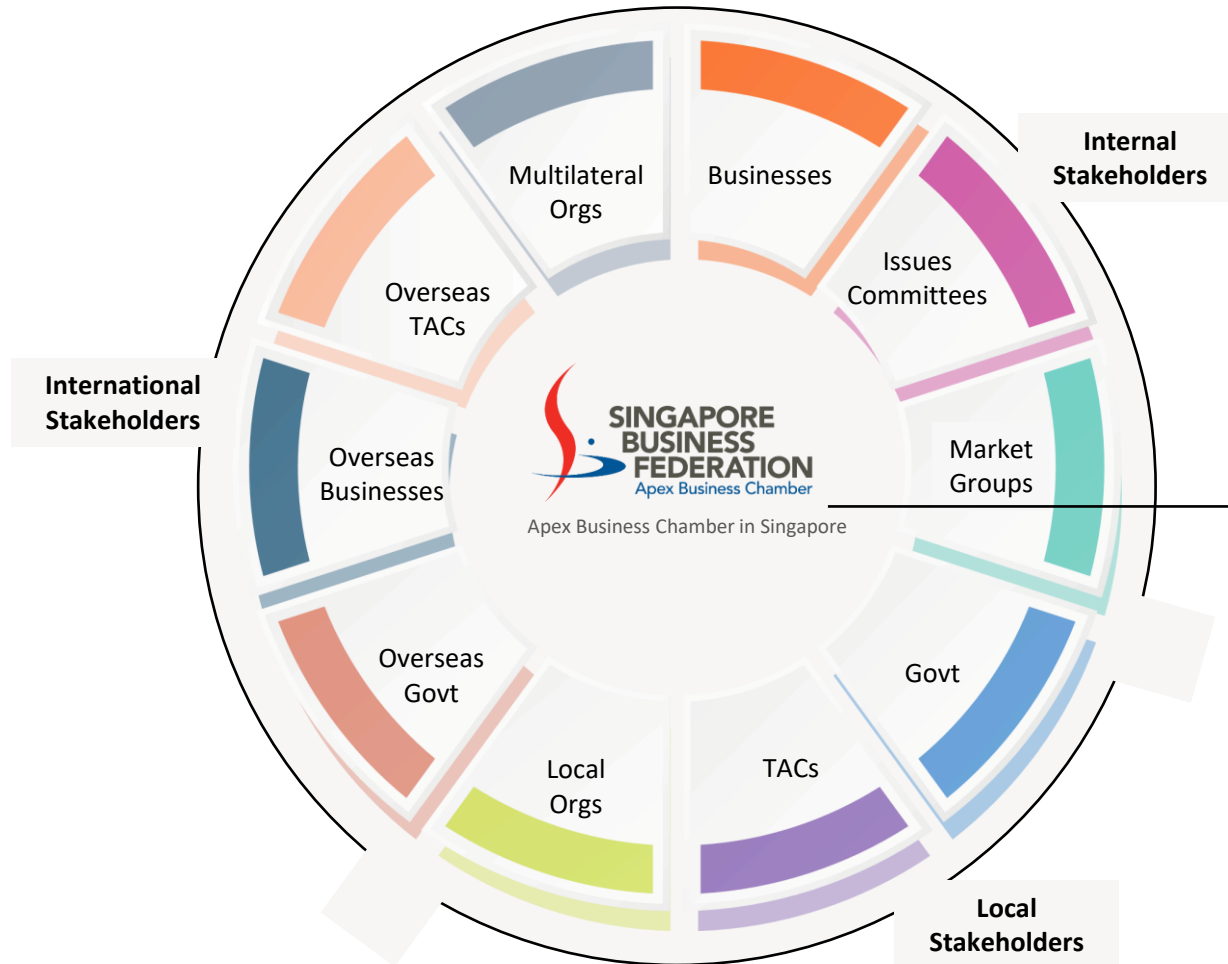 Multilateral
Orgs
Businesses
Internal
Stakeholders
Issues
Committees
Overseas
TACs
International
Stakeholders
Overseas
Businesses
SINGAPORE
BUSINESS
FEDERATION
Apex Business Chamber
Apex Business Chamber in Singapore
Market
Groups
Overseas
Govt
Govt
Local
Orgs
TACs
Local
Stakeholders